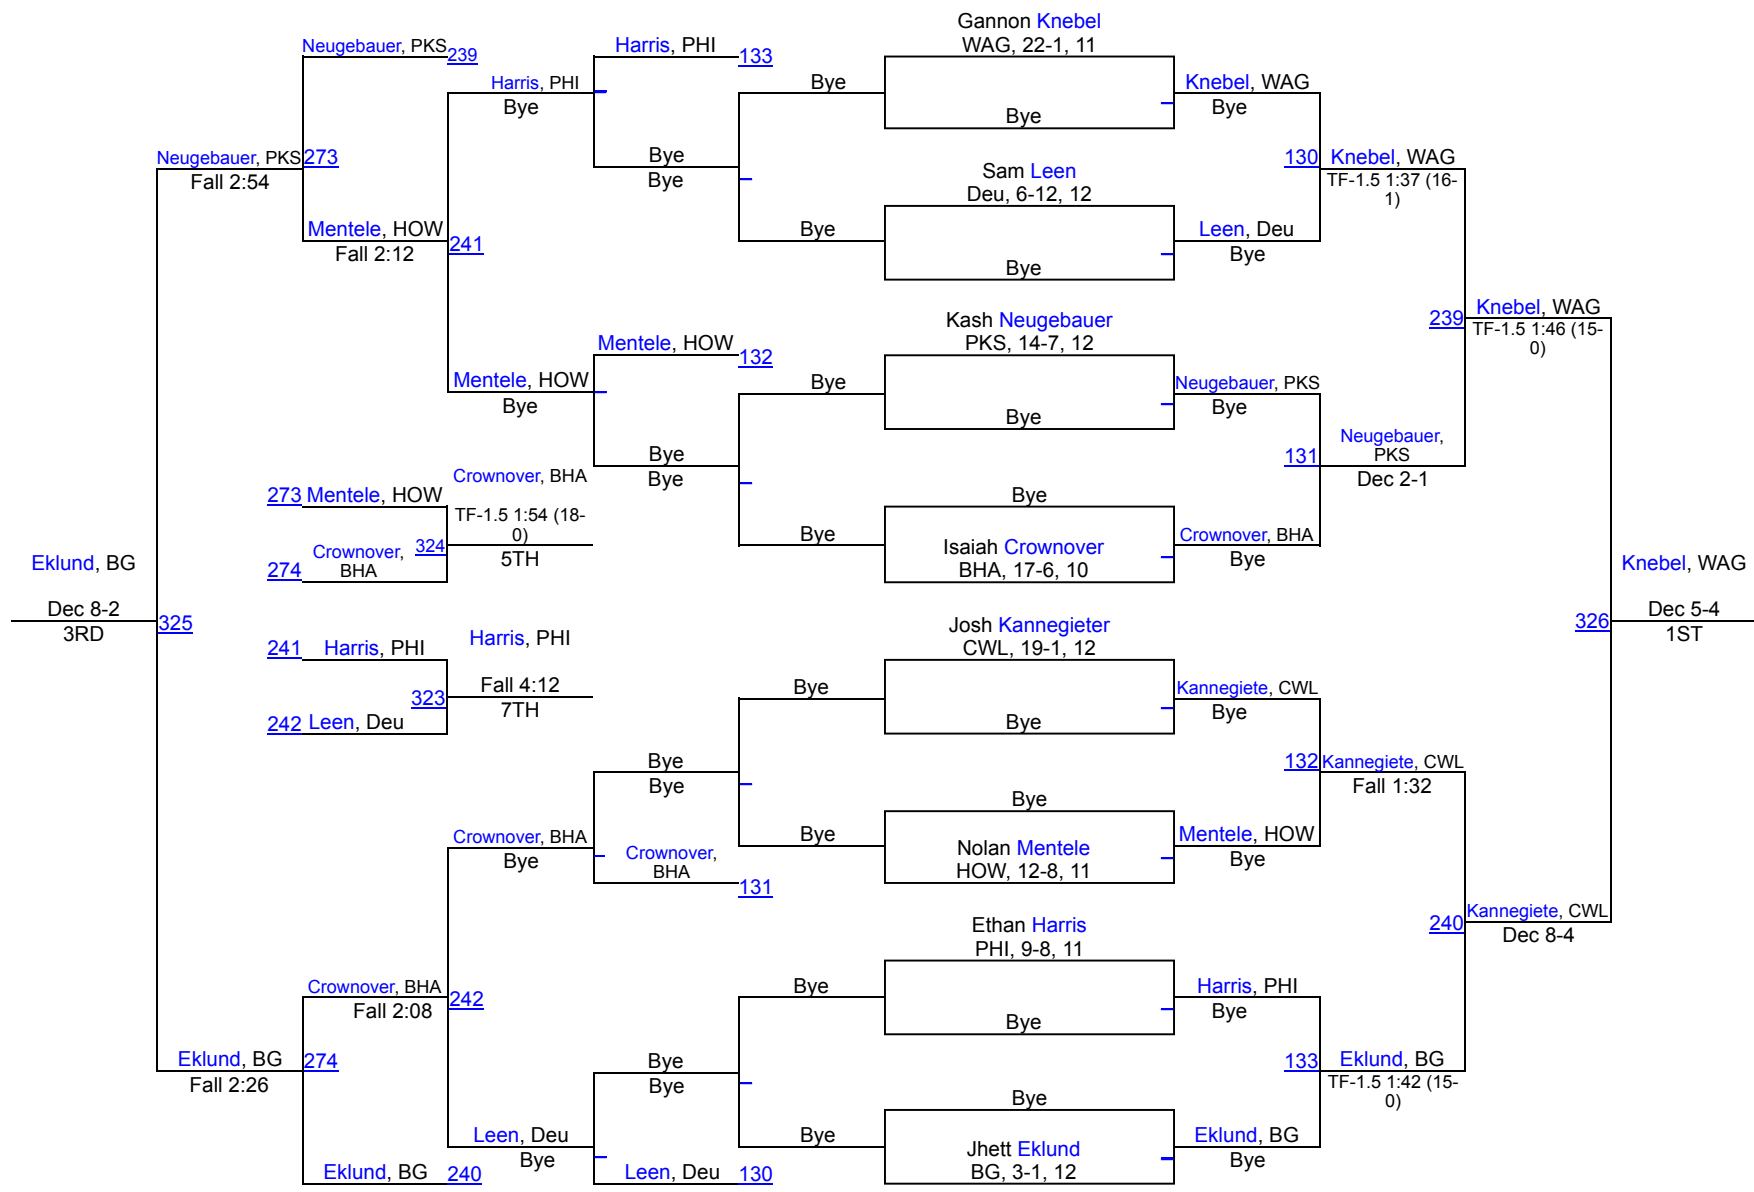 Gannon Knebel
WAG, 22-1, 11
Neugebauer, PKS
239
Harris, PHI
133
Harris, PHI
Bye
Bye
Knebel, WAG
Bye
Bye
Neugebauer, PKS
273
Fall 2:54
Bye
Bye
130
Knebel, WAG
TF-1.5 1:37 (16-
1)
Sam Leen
Deu, 6-12, 12
Mentele, HOW
Fall 2:12
241
Bye
Leen, Deu
Bye
Bye
Kash Neugebauer
PKS, 14-7, 12
239
Knebel, WAG
TF-1.5 1:46 (15-
0)
Mentele, HOW
132
Mentele, HOW
Bye
Bye
Neugebauer, PKS
Bye
Bye
Bye
Bye
131
Neugebauer,
PKS
Dec 2-1
273
Mentele, HOW
Crownover, BHA
TF-1.5 1:54 (18-
0)
5TH
324
274
Crownover,
BHA
Bye
Bye
Isaiah Crownover
BHA, 17-6, 10
Crownover, BHA
Bye
Eklund, BG
Dec 8-2
3RD
325
Knebel, WAG
326
Dec 5-4
1ST
241
Harris, PHI
Harris, PHI
323
Fall 4:12
7TH
242
Leen, Deu
Josh Kannegieter
CWL, 19-1, 12
Bye
Kannegiete, CWL
Bye
Bye
Bye
Bye
132
Kannegiete, CWL
Fall 1:32
Bye
Nolan Mentele
HOW, 12-8, 11
Bye
Mentele, HOW
Bye
Crownover, BHA
Bye
Crownover,
BHA
131
240
Kannegiete, CWL
Dec 8-4
Ethan Harris
PHI, 9-8, 11
Bye
Harris, PHI
Bye
Bye
Crownover, BHA
Fall 2:08
242
Eklund, BG
274
Fall 2:26
Bye
Bye
133
Eklund, BG
TF-1.5 1:42 (15-
0)
Bye
Jhett Eklund
BG, 3-1, 12
Leen, Deu
Bye
Bye
Eklund, BG
Bye
Eklund, BG
240
Leen, Deu
130